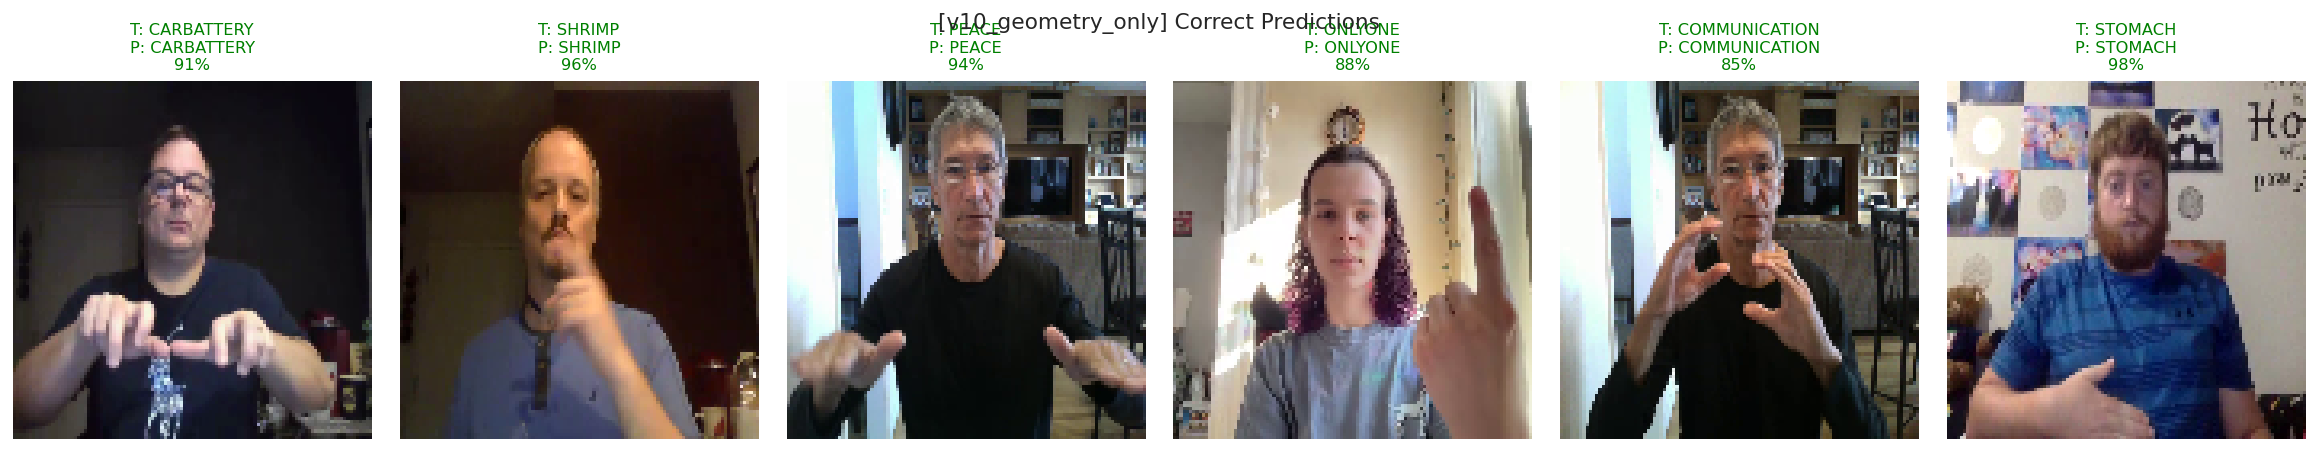 [v10_geometry_only] Correct Predictions
T: CARBATTERY
P: CARBATTERY
91%
T: SHRIMP
P: SHRIMP
96%
T: PEACE
P: PEACE
94%
T: ONLYONE
P: ONLYONE
88%
T: COMMUNICATION
P: COMMUNICATION
85%
T: STOMACH
P: STOMACH
98%
Ho